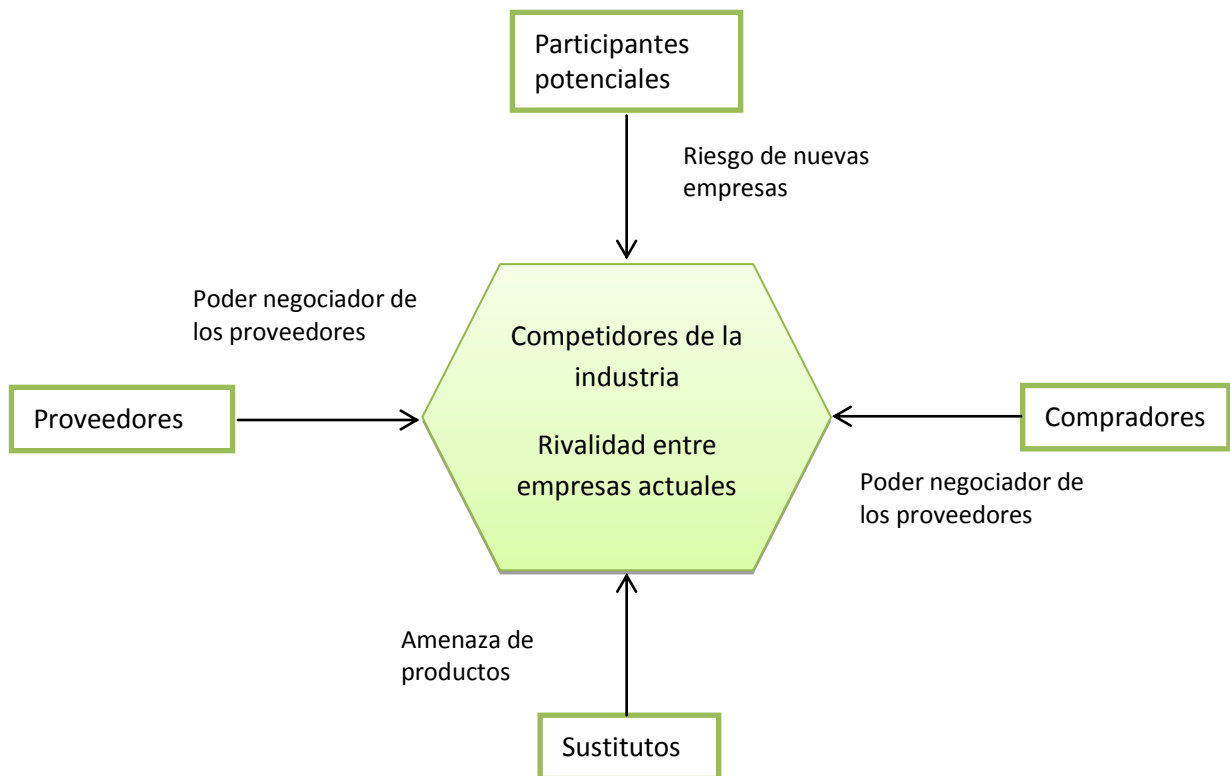 Participantes
potenciales
Riesgo de nuevas
empresas
Poder negociador de
los proveedores
Proveedores
Competidores de la
industria
Rivalidad entre
empresas actuales
Compradores
Poder negociador de
los proveedores
Amenaza de
productos
Sustitutos